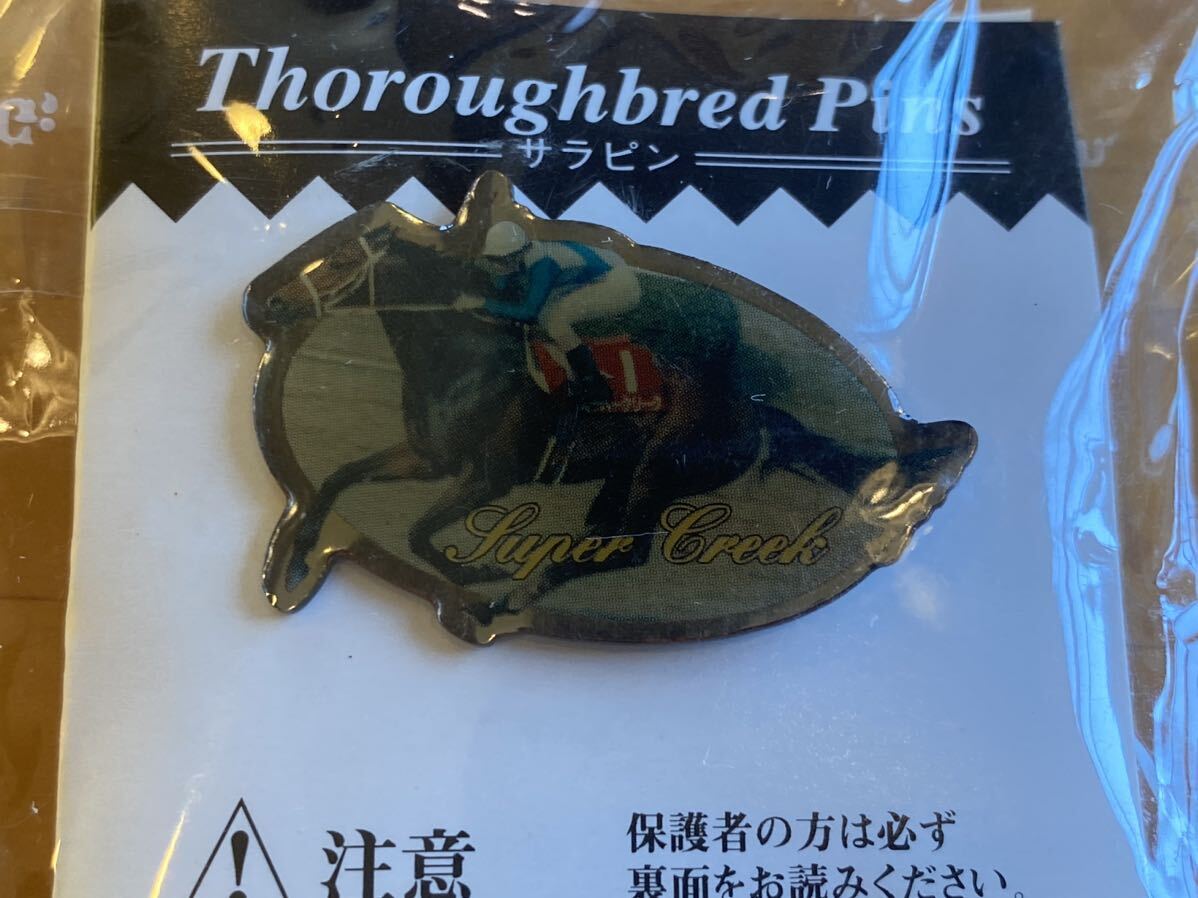 Thoroughbred Pins
サラピン
1
Super Creek
注意
保護者の方は必ず
裏面をお読みください。